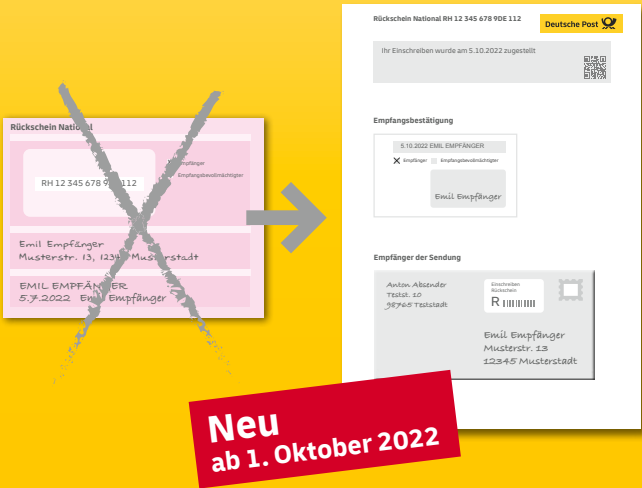 Rückschein National
Empfänger
Empfangsbevollmächtigter
RH 12 345 678 9 112
Emil Empfänger
Musterstr. 13, 1234 Musterstadt
EMIL EMPFÄNGER
5.7.2022 Emil Empfänger
Rückschein National RH 12 345 678 9DE 112
Deutsche Post
Ihr Einschreiben wurde am 5.10.2022 zugestellt
Empfangsbestätigung
5.10.2022 EMIL EMPFÄNGER
X Empfänger Empfangsbevollmächtigter
Emil Empfänger
Empfänger der Sendung
Anton Absender
Testst. 10
98765 Teststadt
Einschreiben
Rückschein
R
Emil Empfänger
Musterstr. 13
12345 Musterstadt
Neu
ab 1. Oktober 2022